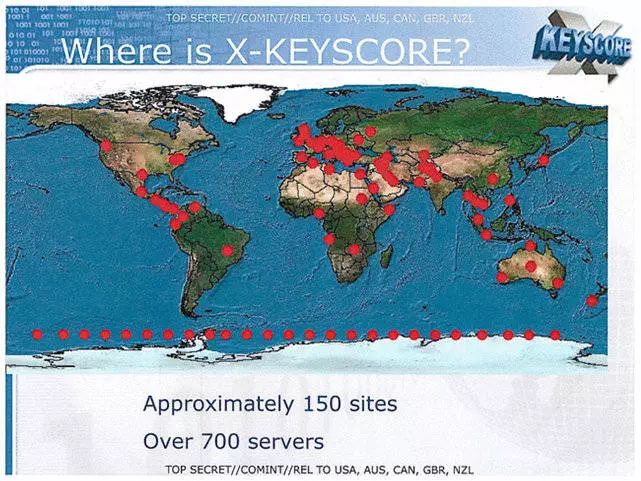 TOP SECRET//COMINT//REL TO USA, AUS, CAN, GBR, NZL
Where is X-KEYSCORE?
X
KEYSCORE
Approximately 150 sites
Over 700 servers
TOP SECRET//COMINT//REL TO USA, AUS, CAN, GBR, NZL